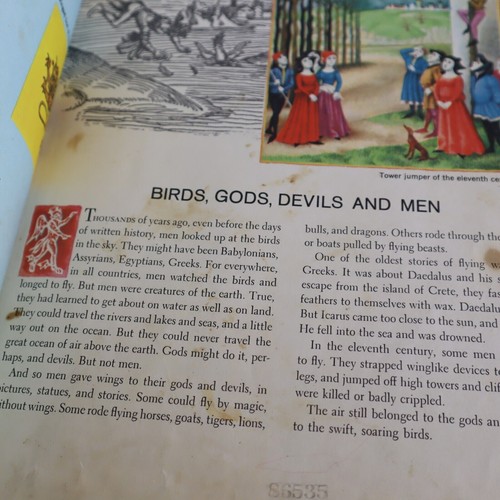 Tower jumper of the eleventh
BIRDS, GODS, DEVILS AND MEN
THOUSANDS of years ago, even before the days
of written history, men looked up at the birds
in the sky. They might have been Babylonians,
Assyrians, Egyptians, Greeks. For everywhere,
in all countries, men watched the birds and
longed to fly. But men were creatures of the earth. True,
they had learned to get about on water as well as on land.
They could travel the rivers and lakes and seas, and a little
way out on the ocean. But they could never travel the
great ocean of air above the earth. Gods might do it, per-
haps, and devils. But not men.
And so men gave wings to their gods and devils, in
pictures, statues, and stories. Some could fly by magic,
without wings. Some rode flying horses, goats, tigers, lions,
bulls, and dragons. Others rode through the
or boats pulled by flying beasts.
One of the oldest stories of flying
Greeks. It was about Daedalus and his
escape from the island of Crete, they
feathers to themselves with wax.
But Icarus came too close to the sun, and
He fell into the sea and was drowned.
In the eleventh century, some men
to fly. They strapped winglike devices
legs, and jumped off high towers and
were killed or badly crippled.
The air still belonged to the gods
to the swift, soaring birds.
S6535